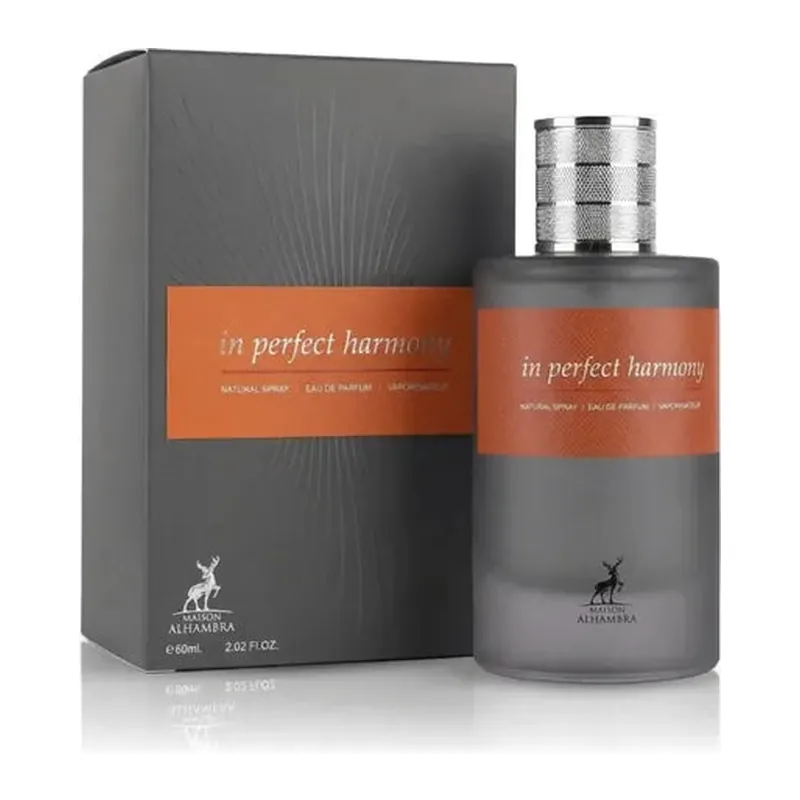 in perfect harmony
NATURAL SPRAY / EAU DE PARFUM / VAPORISATEUR
MAISON
ALHAMBRA
℮60ml. 2.02 Fl.OZ.
in perfect harmony
NATURAL SPRAY / EAU DE PARFUM / VAPORISATEUR
MAISON
ALHAMBRA